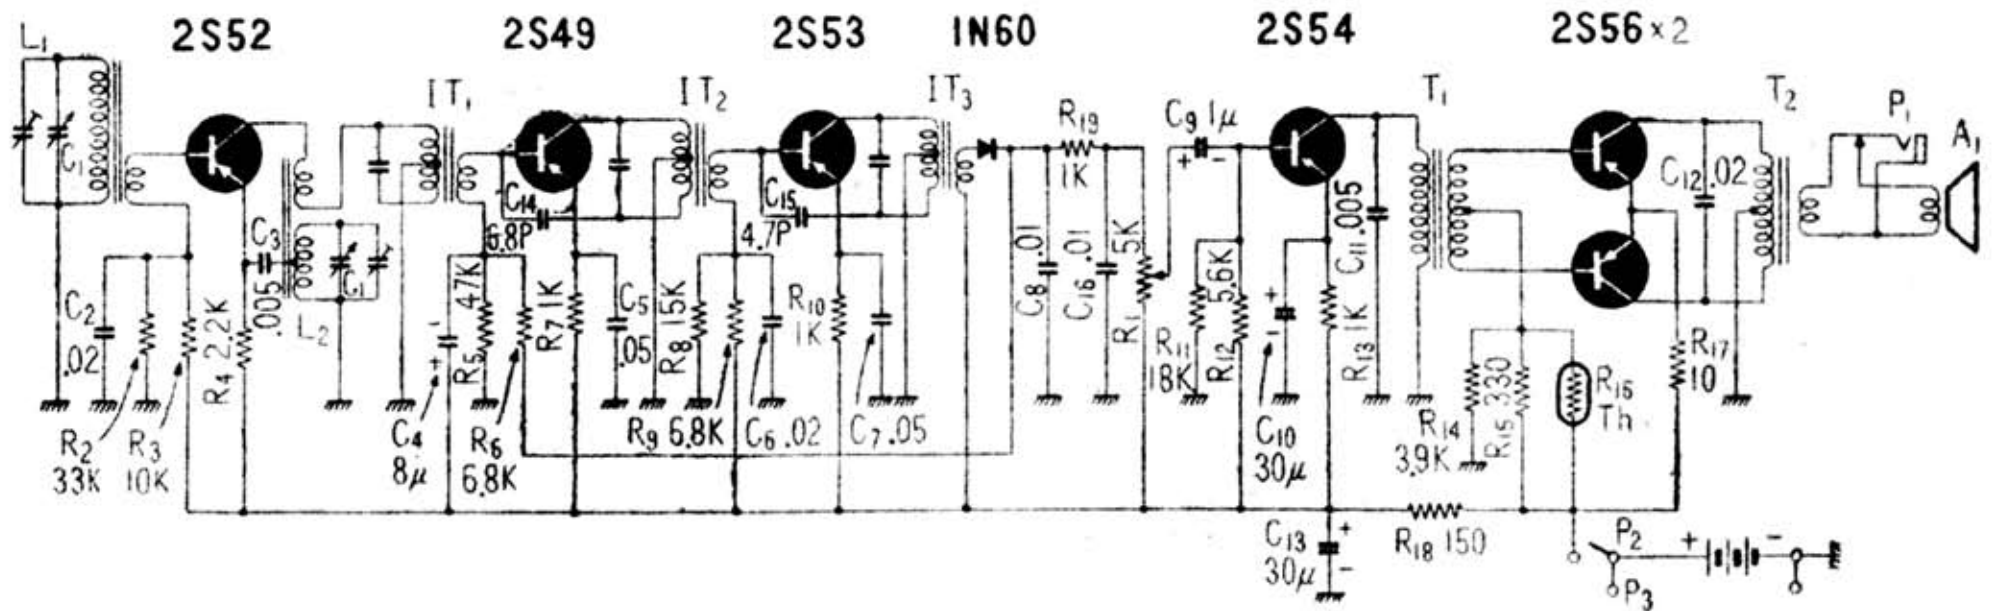 2S52 2S49 2S53 1N60 2S54 2S56×2
L1 IT1 IT2 IT3 T1 T2 P1 A1
C1 C14 6.8P C15 4.7P R19 1K C9 1μ + - C12 .02
C3 .005 L2 C1
C2 .02 R4 2.2K
R5 47K R7 1K C5 .05 R8 15K R10 1K
C8 .01 C16 .01 R1 5K
R11 18K R12 5.6K R13 1K C11 .005
R2 33K R3 10K
C4 8μ - + R6 6.8K
R9 6.8K C6 .02 C7 .05
C10 30μ + -
R14 3.9K R15 330 R16 Th R17 10
C13 30μ + - R18 150
P2 + - P3